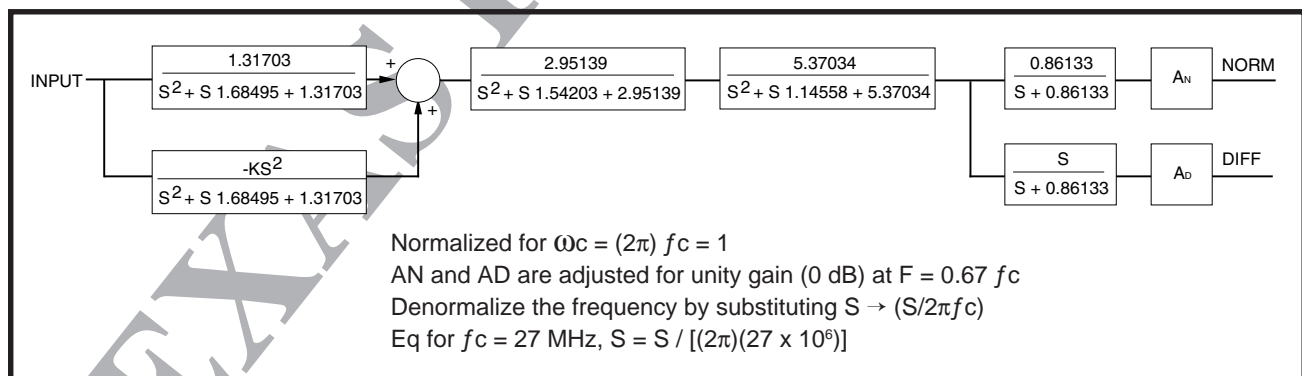 INPUT
1.31703
S² + S 1.68495 + 1.31703
+
2.95139
S² + S 1.54203 + 2.95139
5.37034
S² + S 1.14558 + 5.37034
0.86133
S + 0.86133
AN
NORM
+
-KS²
S² + S 1.68495 + 1.31703
S
S + 0.86133
AD
DIFF
Normalized for ωc = (2π) ƒc = 1
AN and AD are adjusted for unity gain (0 dB) at F = 0.67 ƒc
Denormalize the frequency by substituting S → (S/2πƒc)
Eq for ƒc = 27 MHz, S = S / [(2π)(27 x 10⁶)]
EXAS